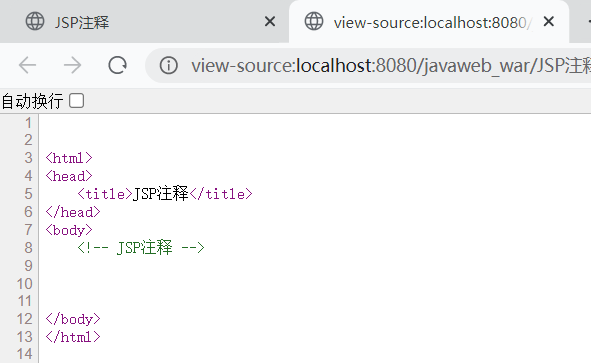 JSP注释
view-source:localhost:8080/
view-source:localhost:8080/javaweb_war/JSP注释
自动换行
1
2
3 <html>
4 <head>
5 <title>JSP注释</title>
6 </head>
7 <body>
8 <!-- JSP注释 -->
9
10
11
12 </body>
13 </html>
14